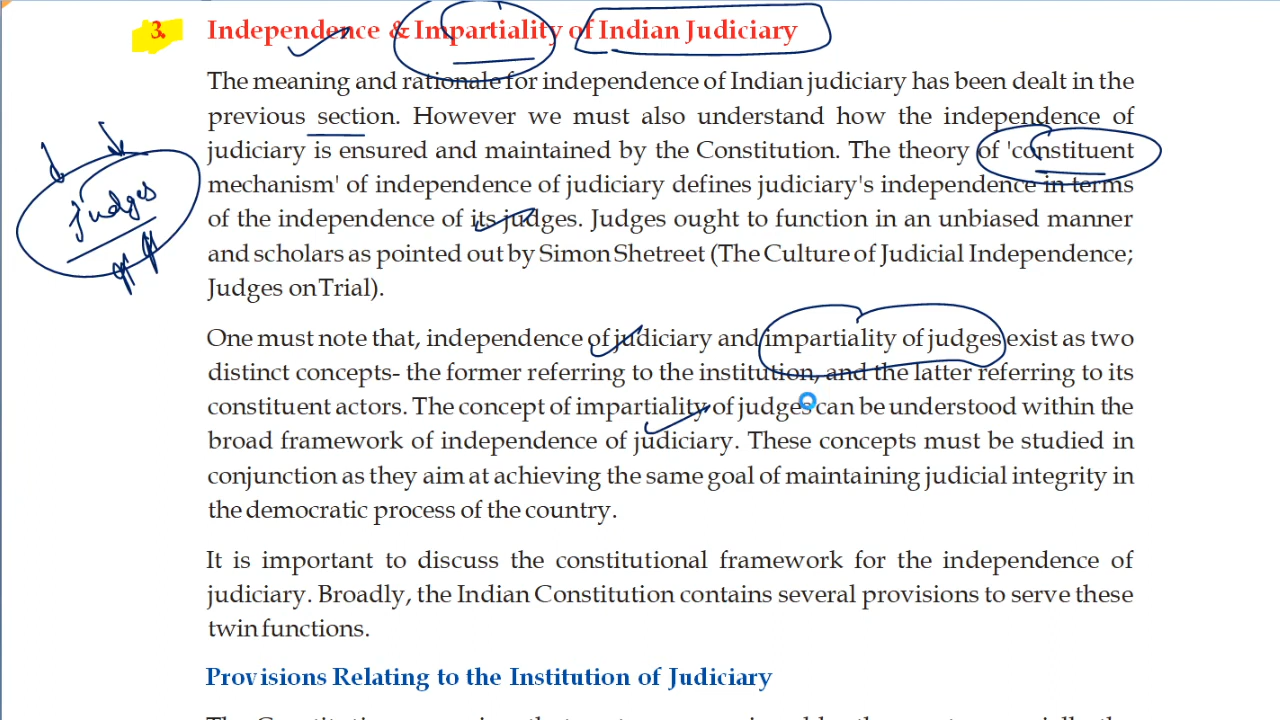 3. Independence & Impartiality of Indian Judiciary
The meaning and rationale for independence of Indian judiciary has been dealt in the
previous section. However we must also understand how the independence of
judiciary is ensured and maintained by the Constitution. The theory of 'constituent
mechanism' of independence of judiciary defines judiciary's independence in terms
of the independence of its judges. Judges ought to function in an unbiased manner
and scholars as pointed out by Simon Shetreet (The Culture of Judicial Independence;
Judges on Trial).
judges
One must note that, independence of judiciary and impartiality of judges exist as two
distinct concepts- the former referring to the institution, and the latter referring to its
constituent actors. The concept of impartiality of judges can be understood within the
broad framework of independence of judiciary. These concepts must be studied in
conjunction as they aim at achieving the same goal of maintaining judicial integrity in
the democratic process of the country.
It is important to discuss the constitutional framework for the independence of
judiciary. Broadly, the Indian Constitution contains several provisions to serve these
twin functions.
Provisions Relating to the Institution of Judiciary